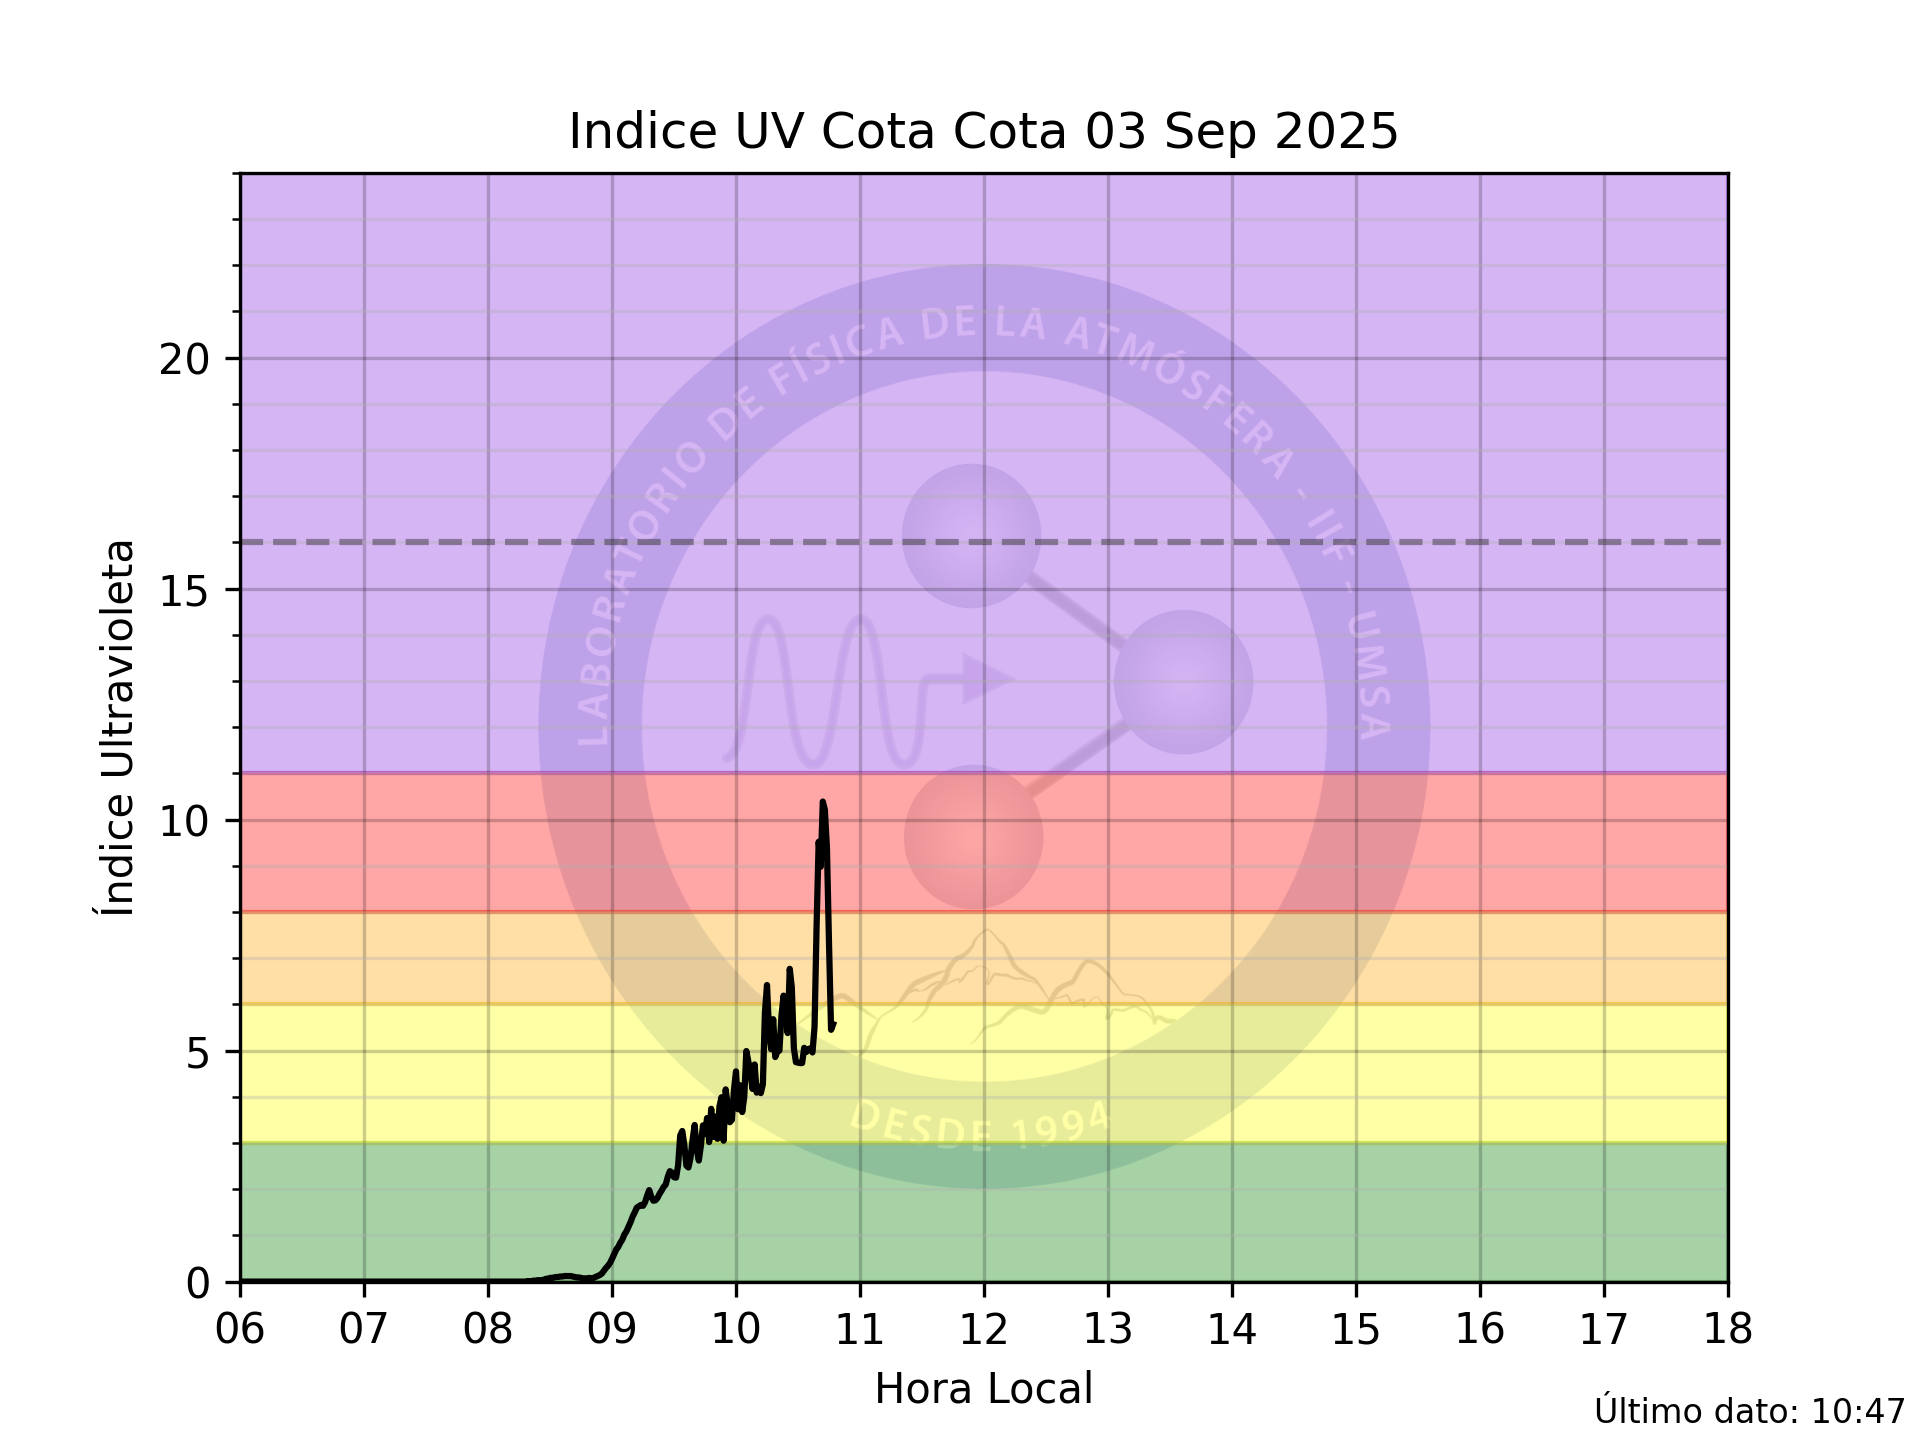 Indice UV Cota Cota 03 Sep 2025
Índice Ultravioleta
20
15
10
5
0
LABORATORIO DE FÍSICA DE LA ATMÓSFERA - IIF - UMSA
DESDE 1994
06 07 08 09 10 11 12 13 14 15 16 17 18
Hora Local
Último dato: 10:47